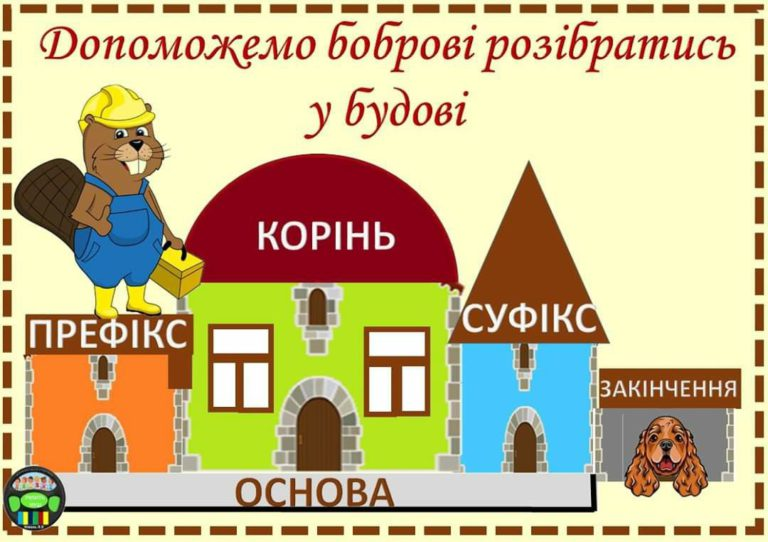 Допоможемо боброві розібратись
у будові
КОРІНЬ
ПРЕФІКС
СУФІКС
ЗАКІНЧЕННЯ
ОСНОВА